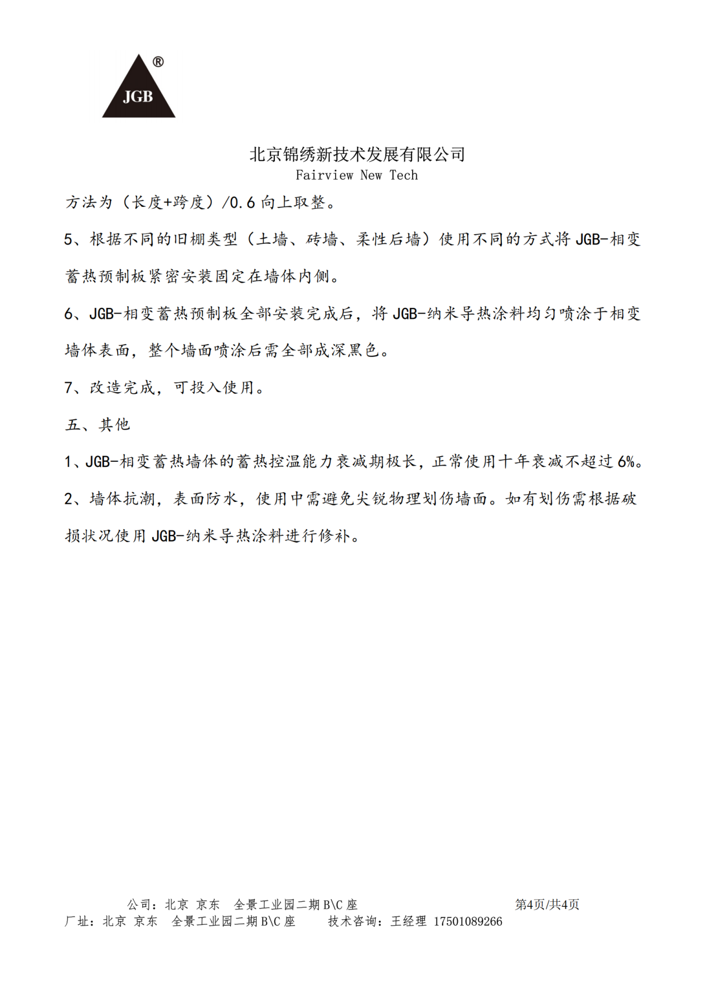 ®
JGB
北京锦绣新技术发展有限公司
Fairview New Tech
方法为（长度+跨度）/0.6 向上取整。
5、根据不同的旧棚类型（土墙、砖墙、柔性后墙）使用不同的方式将 JGB-相变
蓄热预制板紧密安装固定在墙体内侧。
6、JGB-相变蓄热预制板全部安装完成后，将 JGB-纳米导热涂料均匀喷涂于相变
墙体表面，整个墙面喷涂后需全部成深黑色。
7、改造完成，可投入使用。
五、其他
1、JGB-相变蓄热墙体的蓄热控温能力衰减期极长，正常使用十年衰减不超过 6%。
2、墙体抗潮，表面防水，使用中需避免尖锐物理划伤墙面。如有划伤需根据破
损状况使用 JGB-纳米导热涂料进行修补。
公司：北京 京东 全景工业园二期 B\C 座 第4页/共4页
厂址：北京 京东 全景工业园二期 B\C 座 技术咨询：王经理 17501089266